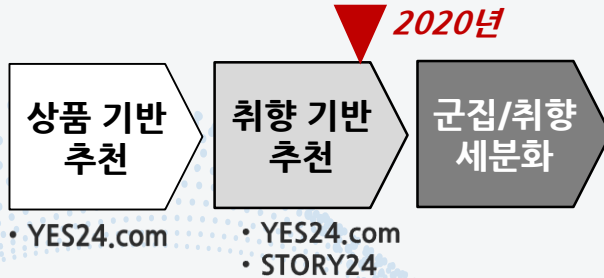 2020년
상품 기반
추천
취향 기반
추천
군집/취향
세분화
• YES24.com
• YES24.com
• STORY24